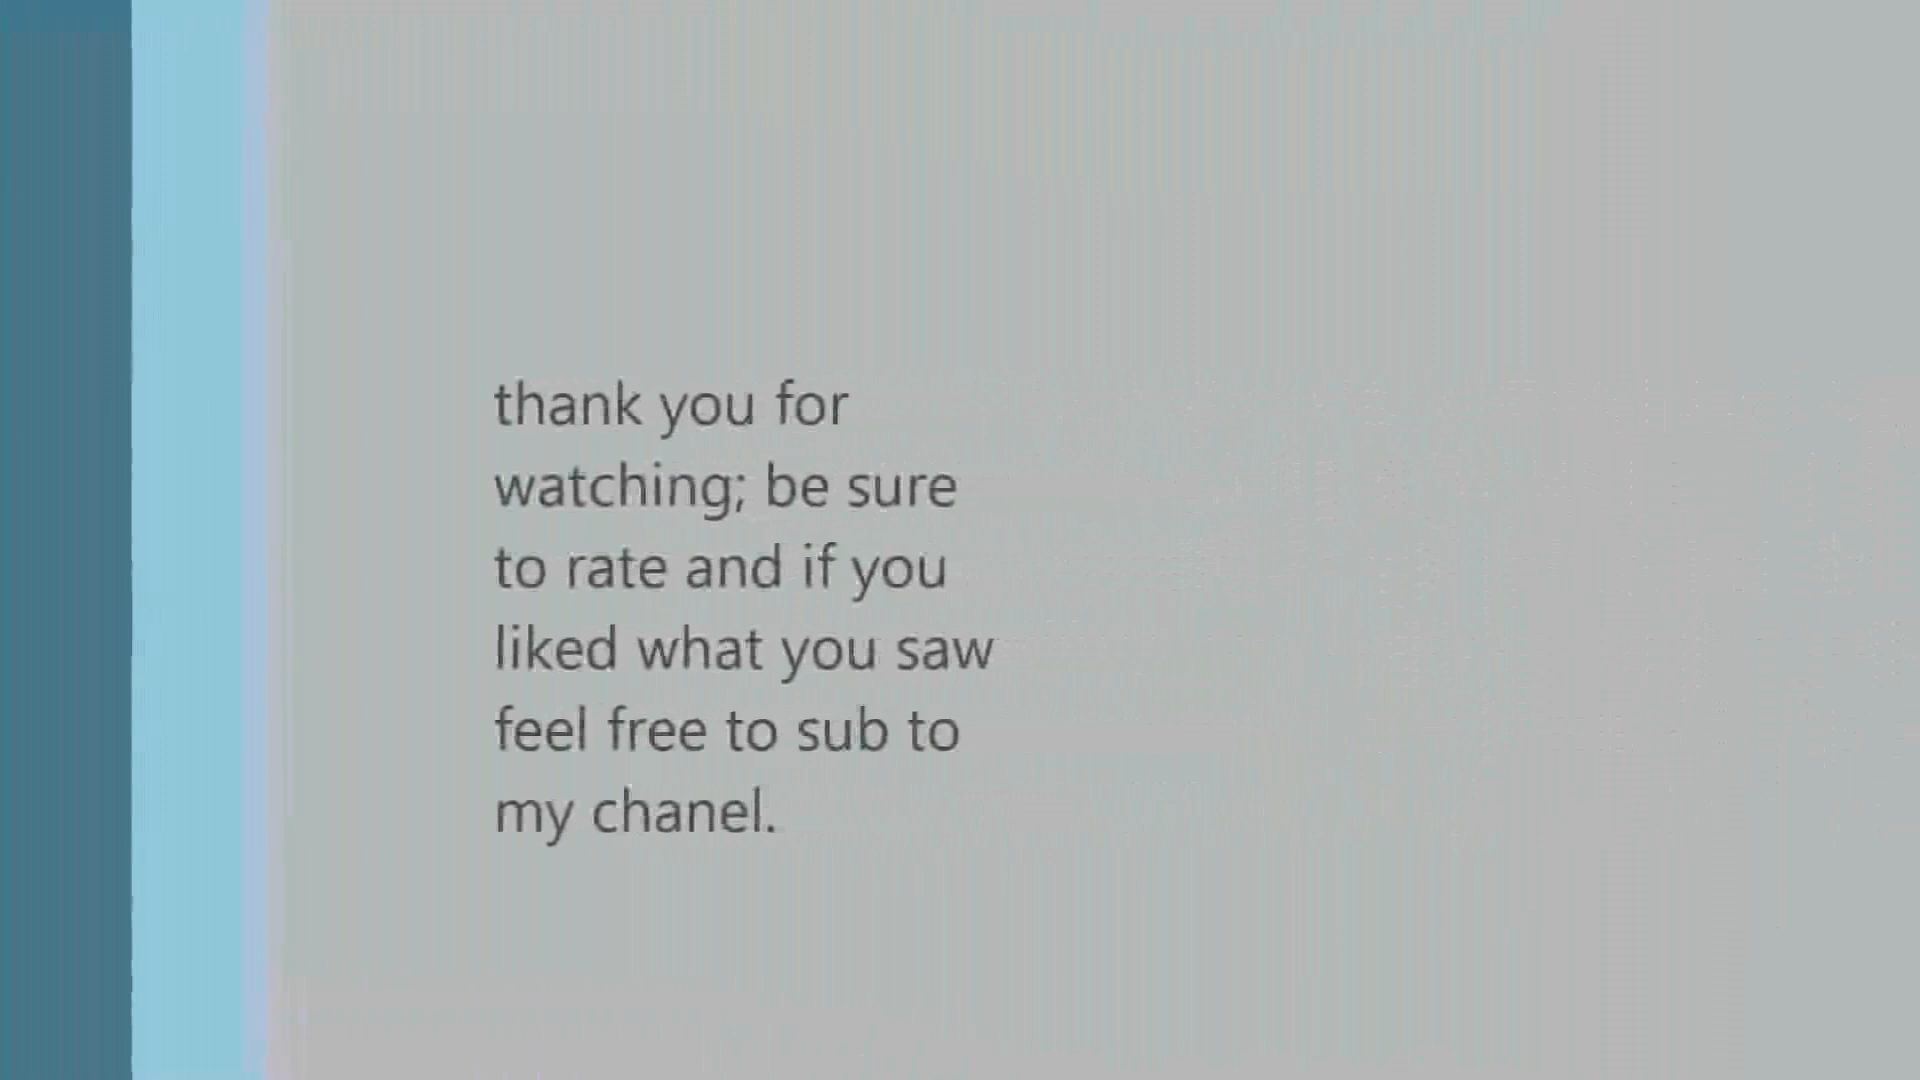 thank you for
watching; be sure
to rate and if you
liked what you saw
feel free to sub to
my chanel.